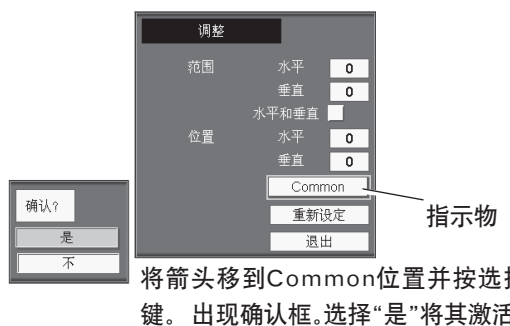 调整
范围 水平 0
垂直 0
水平和垂直
位置 水平 0
垂直 0
Common
重新设定
退出
指示物
确认?
是
不
将箭头移到Common位置并按选择
键。出现确认框。选择“是”将其激活